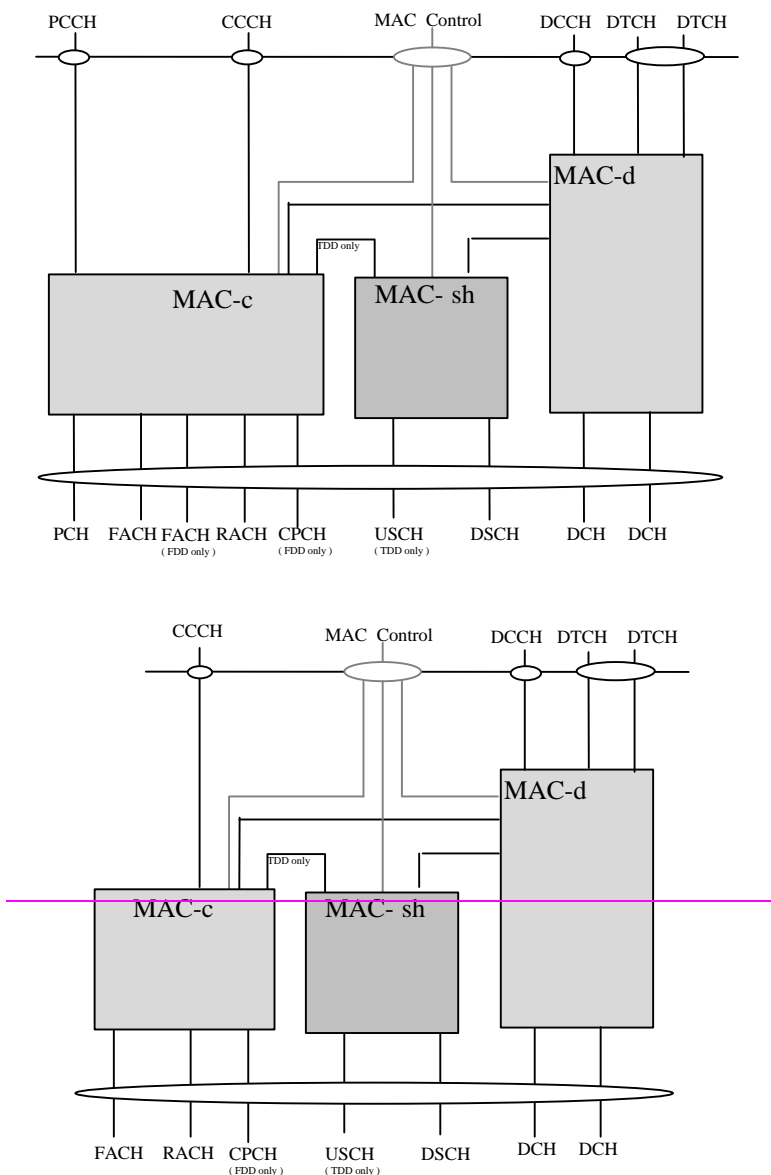 PCCH CCCH MAC Control DCCH DTCH DTCH
MAC-d
TDD only
MAC-c MAC- sh
PCH FACH FACH RACH CPCH USCH DSCH DCH DCH
( FDD only ) ( FDD only ) ( TDD only )
CCCH MAC Control DCCH DTCH DTCH
MAC-d
TDD only
MAC-c MAC- sh
FACH RACH CPCH USCH DSCH DCH DCH
( FDD only ) ( TDD only )